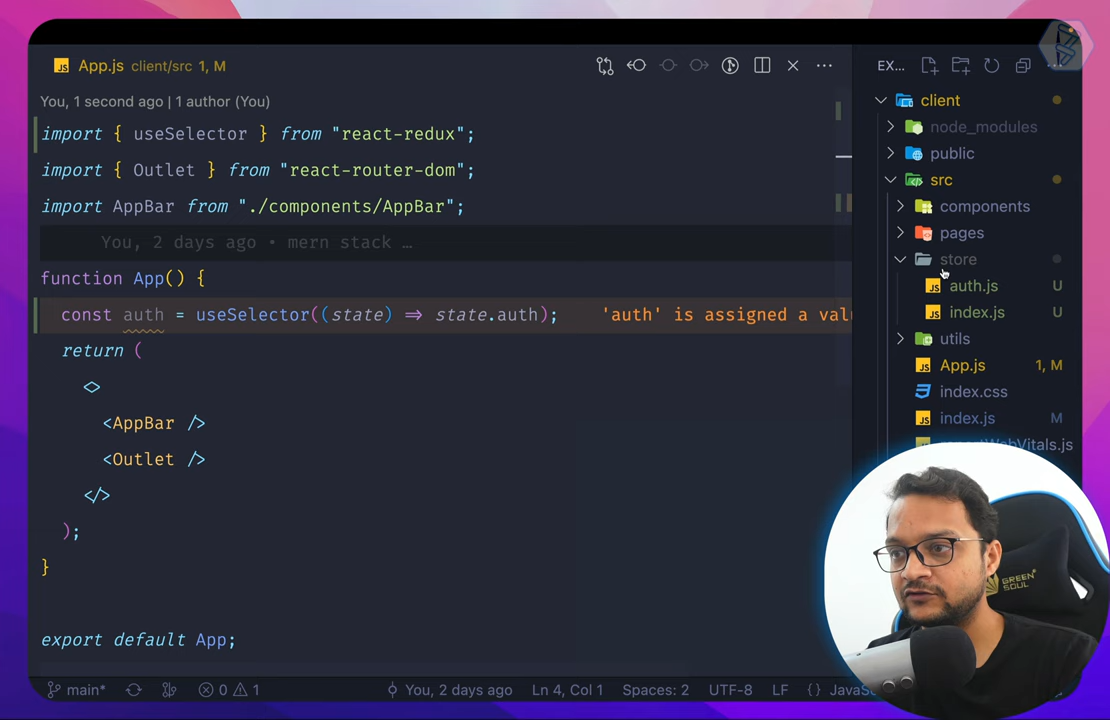 App.js client/src 1, M
You, 1 second ago | 1 author (You)
import { useSelector } from "react-redux";
import { Outlet } from "react-router-dom";
import AppBar from "./components/AppBar";
You, 2 days ago • mern stack …
function App() {
const auth = useSelector((state) ⇒ state.auth); 'auth' is assigned a val
return (
<>
<AppBar />
<Outlet />
</>
);
}
export default App;
EX...
client
node_modules
public
src
components
pages
store
auth.js U
index.js U
utils
App.js 1, M
index.css
index.js M
GREEN
SOUL
main*
0
1
You, 2 days ago
Ln 4, Col 1
Spaces: 2
UTF-8
LF
{}